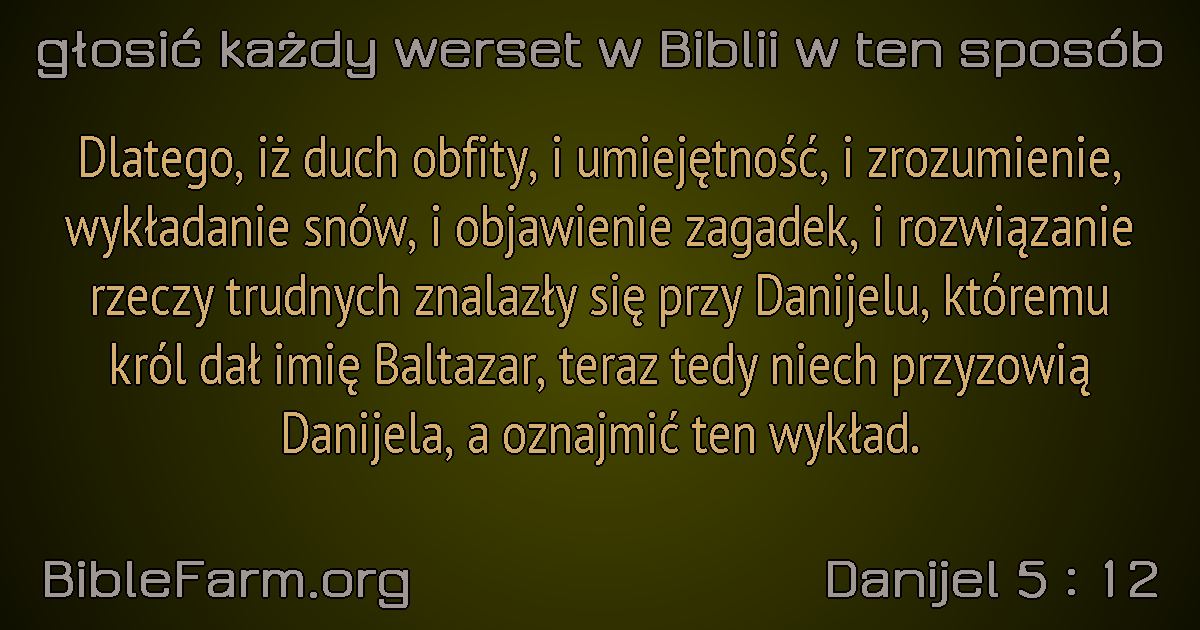 głosić każdy werset w Biblii w ten sposób
Dlatego, iż duch obfity, i umiejętność, i zrozumienie,
wykładanie snów, i objawienie zagadek, i rozwiązanie
rzeczy trudnych znalazły się przy Danijelu, któremu
król dał imię Baltazar, teraz tedy niech przyzowią
Danijela, a oznajmić ten wykład.
BibleFarm.org
Danijel 5 : 12